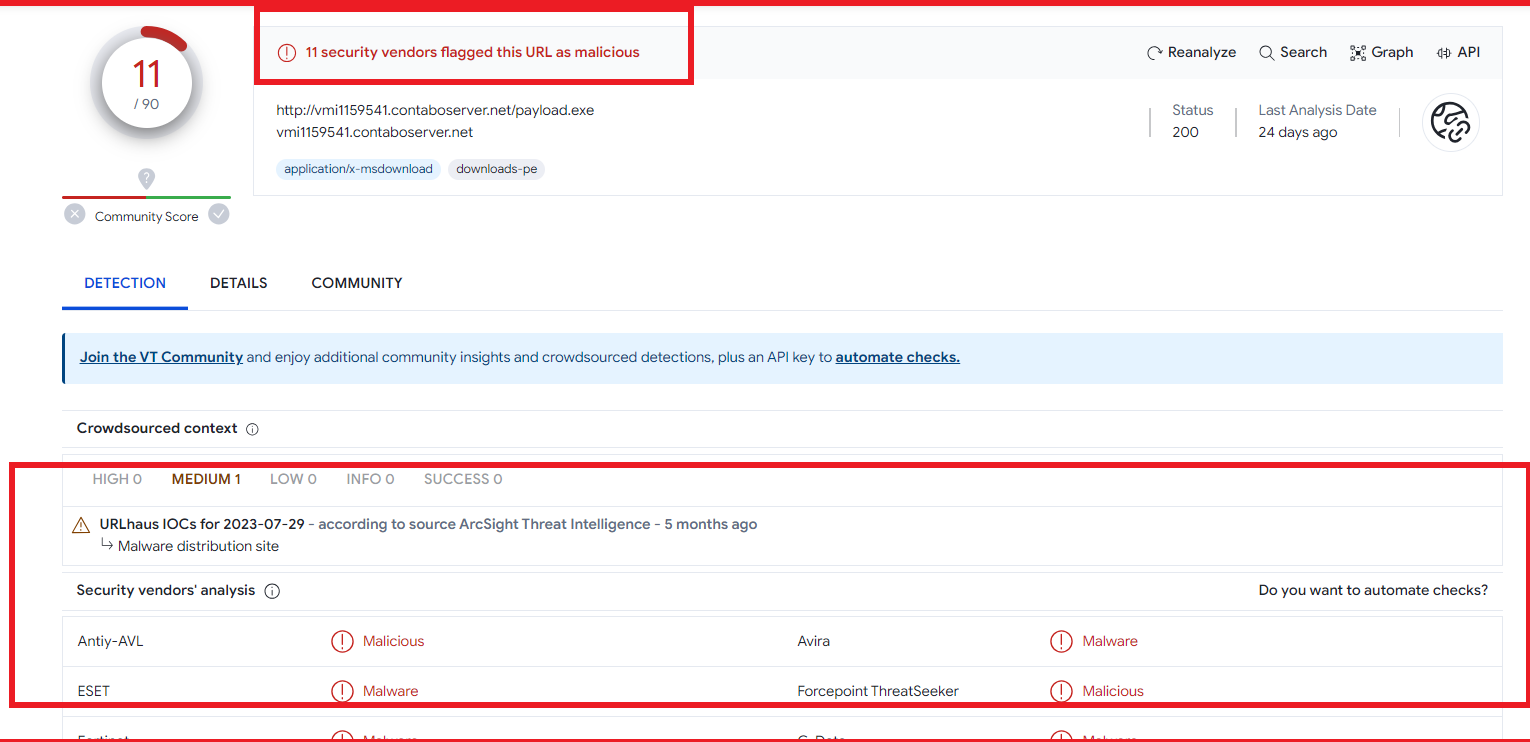 11 security vendors flagged this URL as malicious
Reanalyze Search Graph API
11
/ 90
http://vmi1159541.contaboserver.net/payload.exe
vmi1159541.contaboserver.net
Status
200
Last Analysis Date
24 days ago
application/x-msdownload downloads-pe
?
Community Score
DETECTION DETAILS COMMUNITY
Join the VT Community and enjoy additional community insights and crowdsourced detections, plus an API key to automate checks.
Crowdsourced context
HIGH 0 MEDIUM 1 LOW 0 INFO 0 SUCCESS 0
URLhaus IOCs for 2023-07-29 - according to source ArcSight Threat Intelligence - 5 months ago
Malware distribution site
Security vendors' analysis Do you want to automate checks?
Antiy-AVL Malicious Avira Malware
ESET Malware Forcepoint ThreatSeeker Malicious